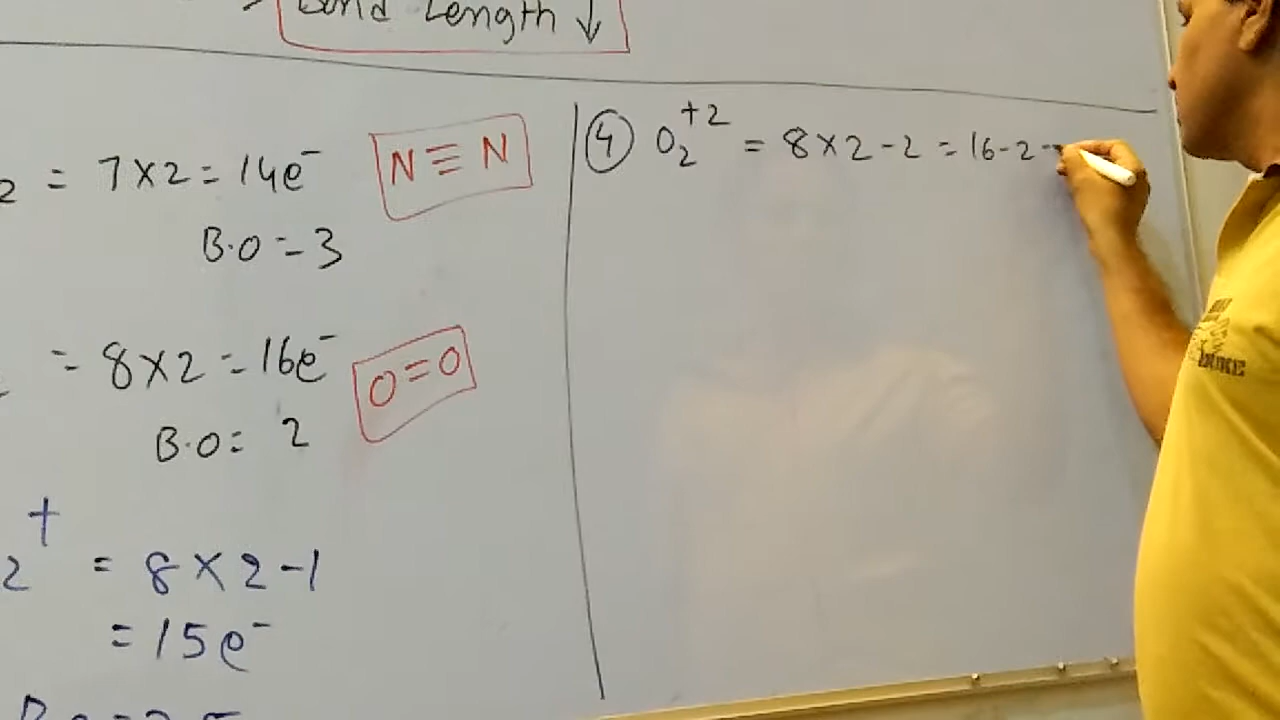 Bond Length ↓
2 = 7×2 = 14e⁻
N≡N
B.O = 3
= 8×2 = 16e⁻
O=O
B.O = 2
2⁺ = 8×2-1
= 15e⁻
④ O₂⁺² = 8×2-2 = 16-2